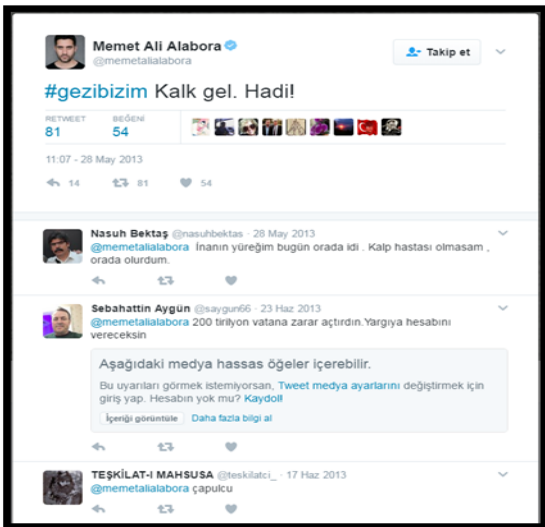 Memet Ali Alabora
@memetalialabora
Takip et
#gezibizim Kalk gel. Hadi!
RETWEET BEĞENİ
81 54
11:07 - 28 May 2013
14 81 54
Nasuh Bektaş @nasuhbektas · 28 May 2013
@memetalialabora İnanın yüreğim bugün orada idi . Kalp hastası olmasam ,
orada olurdum.
Sebahattin Aygün @saygun66 · 23 Haz 2013
@memetalialabora 200 tirilyon vatana zarar açtırdın.Yargıya hesabını
vereceksin
Aşağıdaki medya hassas öğeler içerebilir.
Bu uyarıları görmek istemiyorsan, Tweet medya ayarlarını değiştirmek için
giriş yap. Hesabın yok mu? Kaydol!
İçeriği görüntüle Daha fazla bilgi al
TEŞKİLAT-I MAHSUSA @teskilatci_ · 17 Haz 2013
@memetalialabora çapulcu